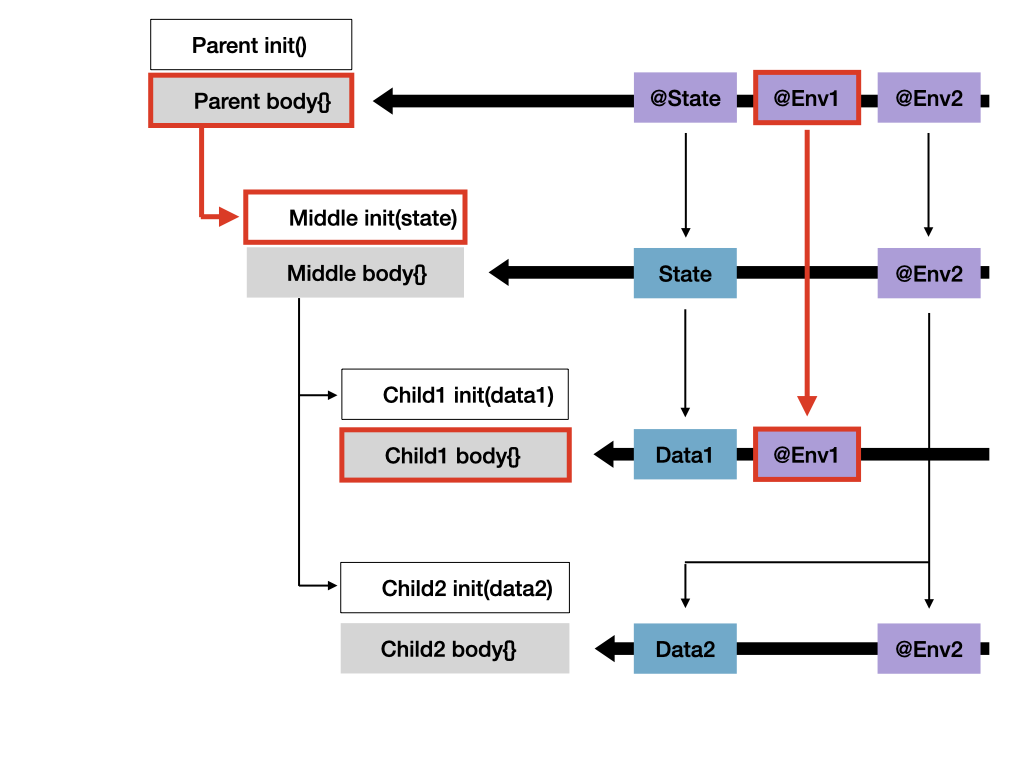 Parent init()
Parent body{}
@State
@Env1
@Env2
Middle init(state)
Middle body{}
State
@Env2
Child1 init(data1)
Child1 body{}
Data1
@Env1
Child2 init(data2)
Child2 body{}
Data2
@Env2